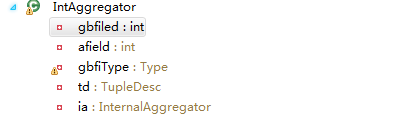 IntAggregator
gbfiled : int
afield : int
gbfiType : Type
td : TupleDesc
ia : InternalAggregator